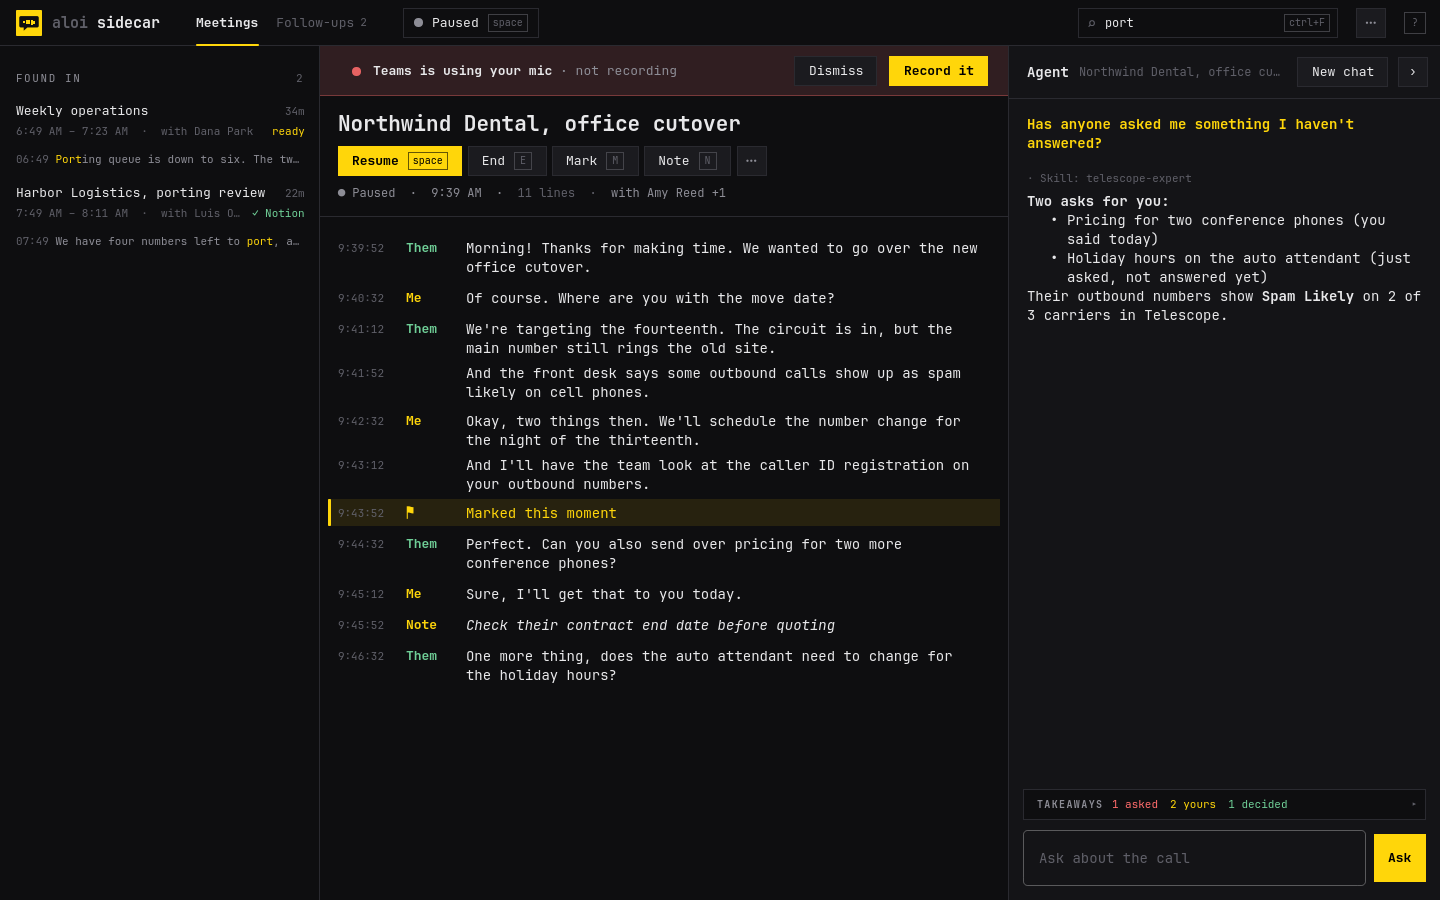 aloi sidecar Meetings Follow-ups 2 Paused space port ctrl+F ⋯ ?
FOUND IN 2
Weekly operations 34m
6:49 AM – 7:23 AM · with Dana Park ready
06:49 Porting queue is down to six. The tw…
Harbor Logistics, porting review 22m
7:49 AM – 8:11 AM · with Luis O… ✓ Notion
07:49 We have four numbers left to port, a…
Teams is using your mic · not recording Dismiss Record it
Northwind Dental, office cutover
Resume space End E Mark M Note N ⋯
Paused · 9:39 AM · 11 lines · with Amy Reed +1
9:39:52 Them Morning! Thanks for making time. We wanted to go over the new
office cutover.
9:40:32 Me Of course. Where are you with the move date?
9:41:12 Them We're targeting the fourteenth. The circuit is in, but the
main number still rings the old site.
9:41:52 And the front desk says some outbound calls show up as spam
likely on cell phones.
9:42:32 Me Okay, two things then. We'll schedule the number change for
the night of the thirteenth.
9:43:12 And I'll have the team look at the caller ID registration on
your outbound numbers.
9:43:52 Marked this moment
9:44:32 Them Perfect. Can you also send over pricing for two more
conference phones?
9:45:12 Me Sure, I'll get that to you today.
9:45:52 Note Check their contract end date before quoting
9:46:32 Them One more thing, does the auto attendant need to change for
the holiday hours?
Agent Northwind Dental, office cu… New chat ›
Has anyone asked me something I haven't
answered?
· Skill: telescope-expert
Two asks for you:
• Pricing for two conference phones (you
said today)
• Holiday hours on the auto attendant (just
asked, not answered yet)
Their outbound numbers show Spam Likely on 2 of
3 carriers in Telescope.
TAKEAWAYS 1 asked 2 yours 1 decided
Ask about the call Ask